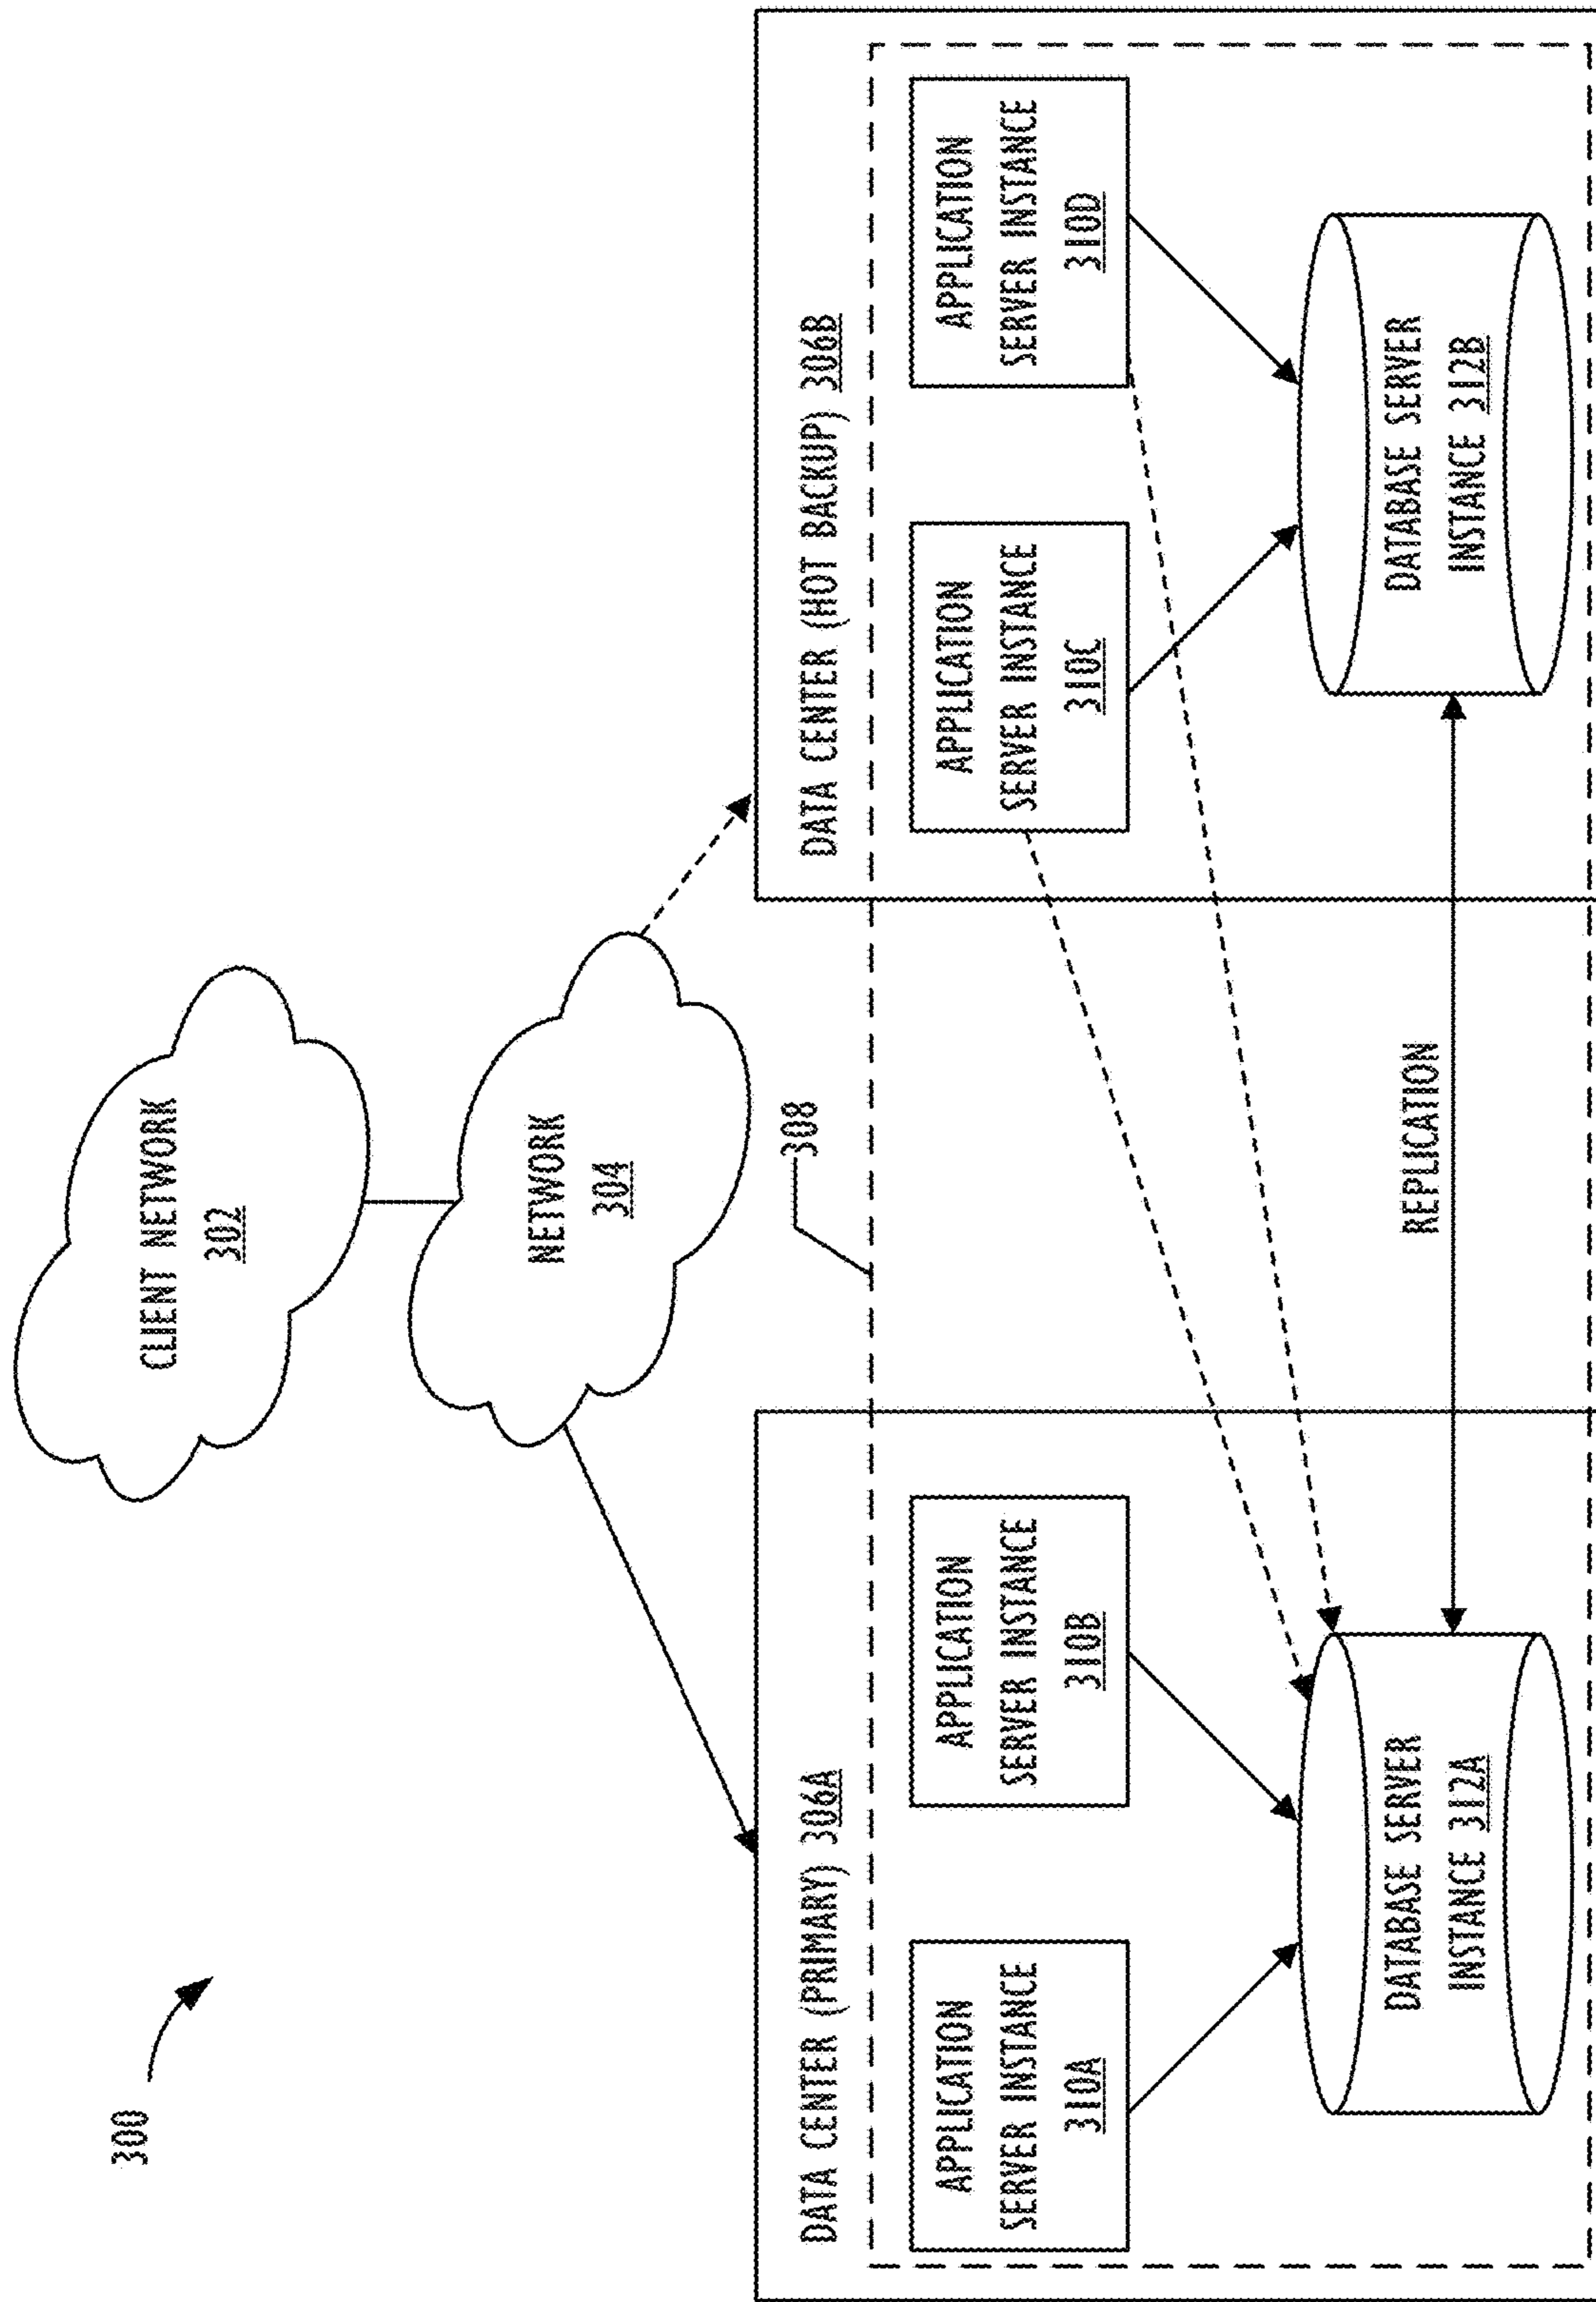 300
CLIENT NETWORK
302
NETWORK
304
308
DATA CENTER (PRIMARY) 306A
APPLICATION
SERVER INSTANCE
310A
APPLICATION
SERVER INSTANCE
310B
DATABASE SERVER
INSTANCE 312A
REPLICATION
DATA CENTER (HOT BACKUP) 306B
APPLICATION
SERVER INSTANCE
310C
APPLICATION
SERVER INSTANCE
310D
DATABASE SERVER
INSTANCE 312B